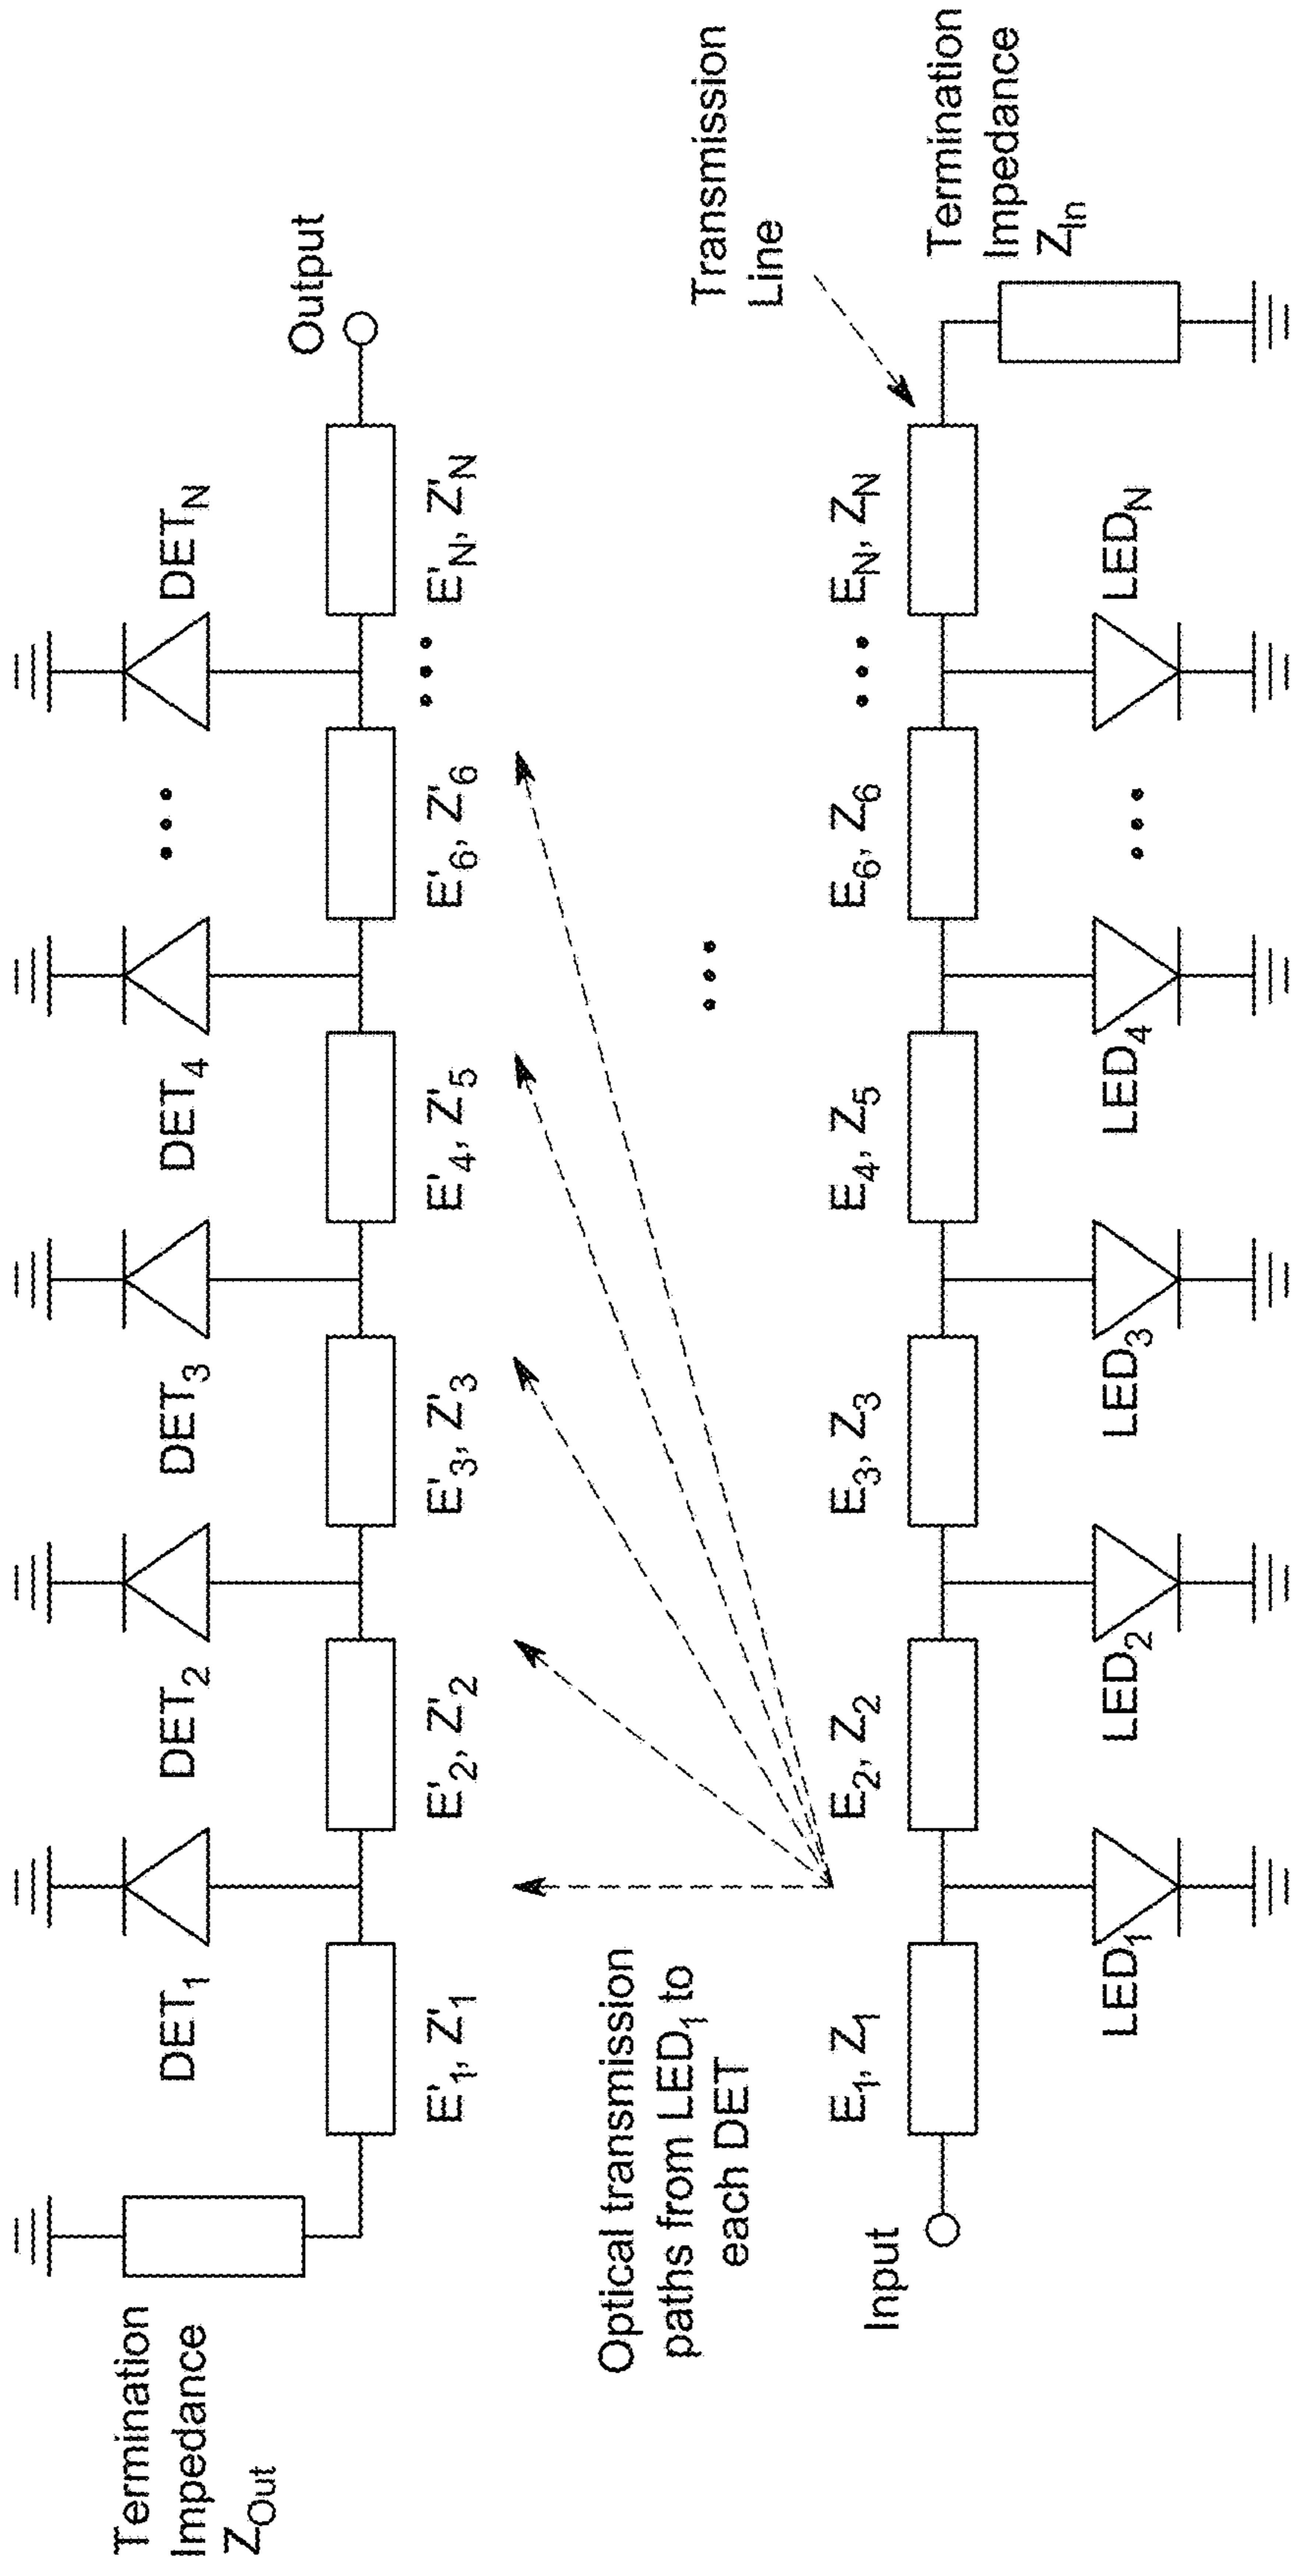 Termination
Impedance
Z_Out
DET_1
DET_2
DET_3
DET_4
DET_N
Output
E'_1, Z'_1
E'_2, Z'_2
E'_3, Z'_3
E'_4, Z'_5
E'_6, Z'_6
E'_N, Z'_N
Optical transmission
paths from LED_1 to
each DET
Transmission
Line
Input
E_1, Z_1
E_2, Z_2
E_3, Z_3
E_4, Z_5
E_6, Z_6
E_N, Z_N
Termination
Impedance
Z_In
LED_1
LED_2
LED_3
LED_4
LED_N